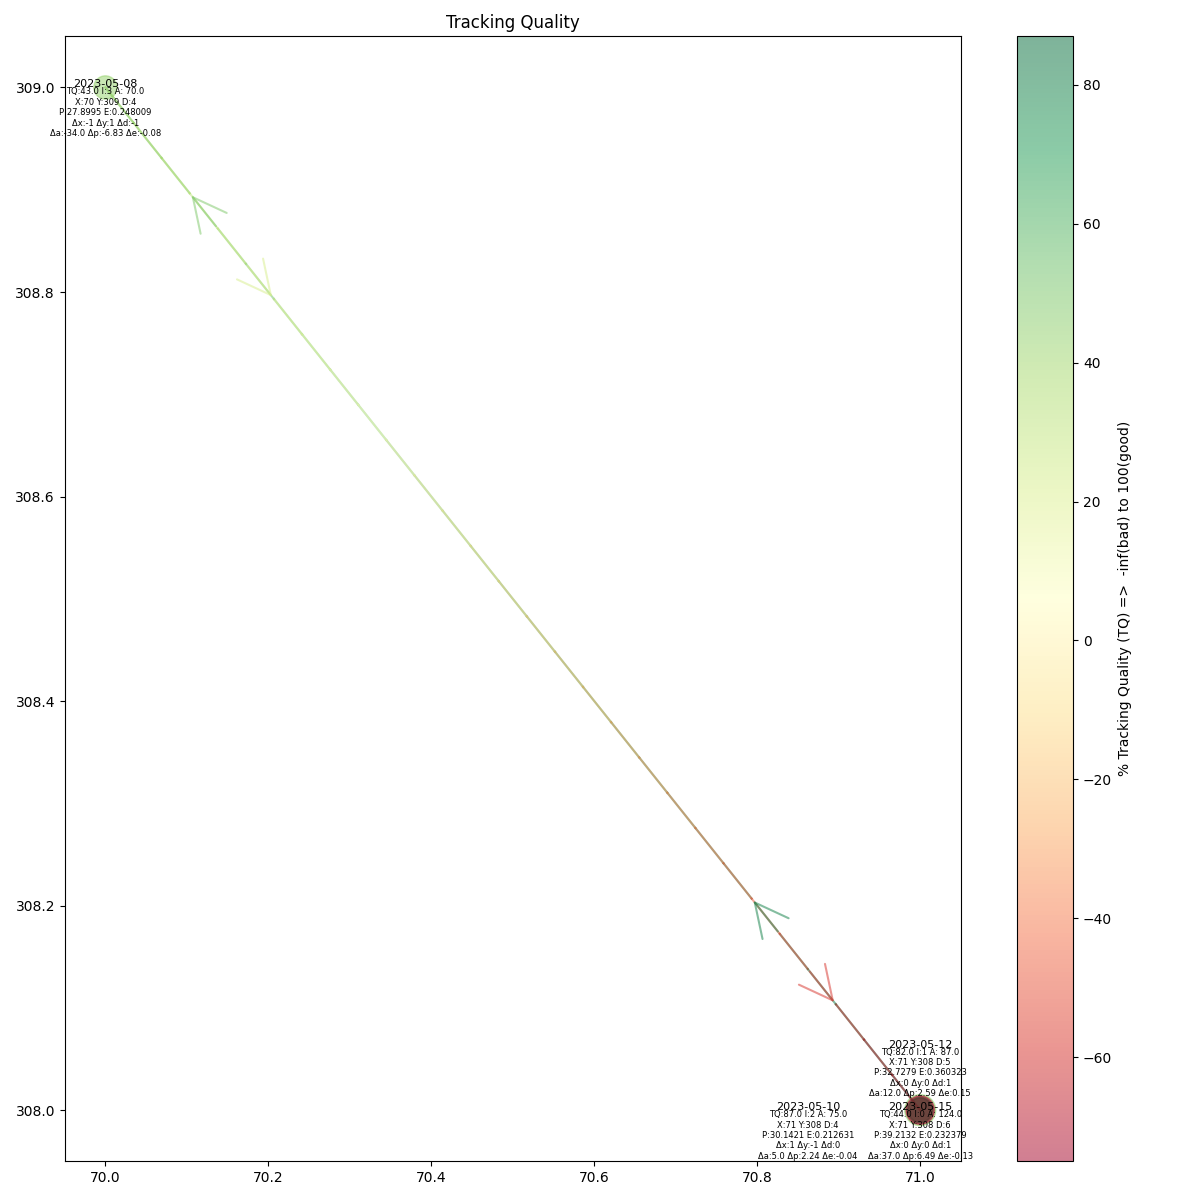 Tracking Quality
309.0
308.8
308.6
308.4
308.2
308.0
70.0
70.2
70.4
70.6
70.8
71.0
2023-05-08
TQ:43.0 I:3 A: 70.0
X:70 Y:309 D:4
P:27.8995 E:0.248009
Δx:-1 Δy:1 Δd:-1
Δa:-34.0 Δp:-6.83 Δe:-0.08
2023-05-12
TQ:82.0 I:1 A: 87.0
X:71 Y:308 D:5
P:32.7279 E:0.360323
Δx:0 Δy:0 Δd:1
Δa:12.0 Δp:2.59 Δe:0.15
2023-05-10
TQ:87.0 I:2 A: 75.0
X:71 Y:308 D:4
P:30.1421 E:0.212631
Δx:1 Δy:-1 Δd:0
Δa:5.0 Δp:2.24 Δe:-0.04
2023-05-15
TQ:44.0 I:0 A: 124.0
X:71 Y:308 D:6
P:39.2132 E:0.232379
Δx:0 Δy:0 Δd:1
Δa:37.0 Δp:6.49 Δe:-0.13
80
60
40
20
0
−20
−40
−60
% Tracking Quality (TQ) => -inf(bad) to 100(good)